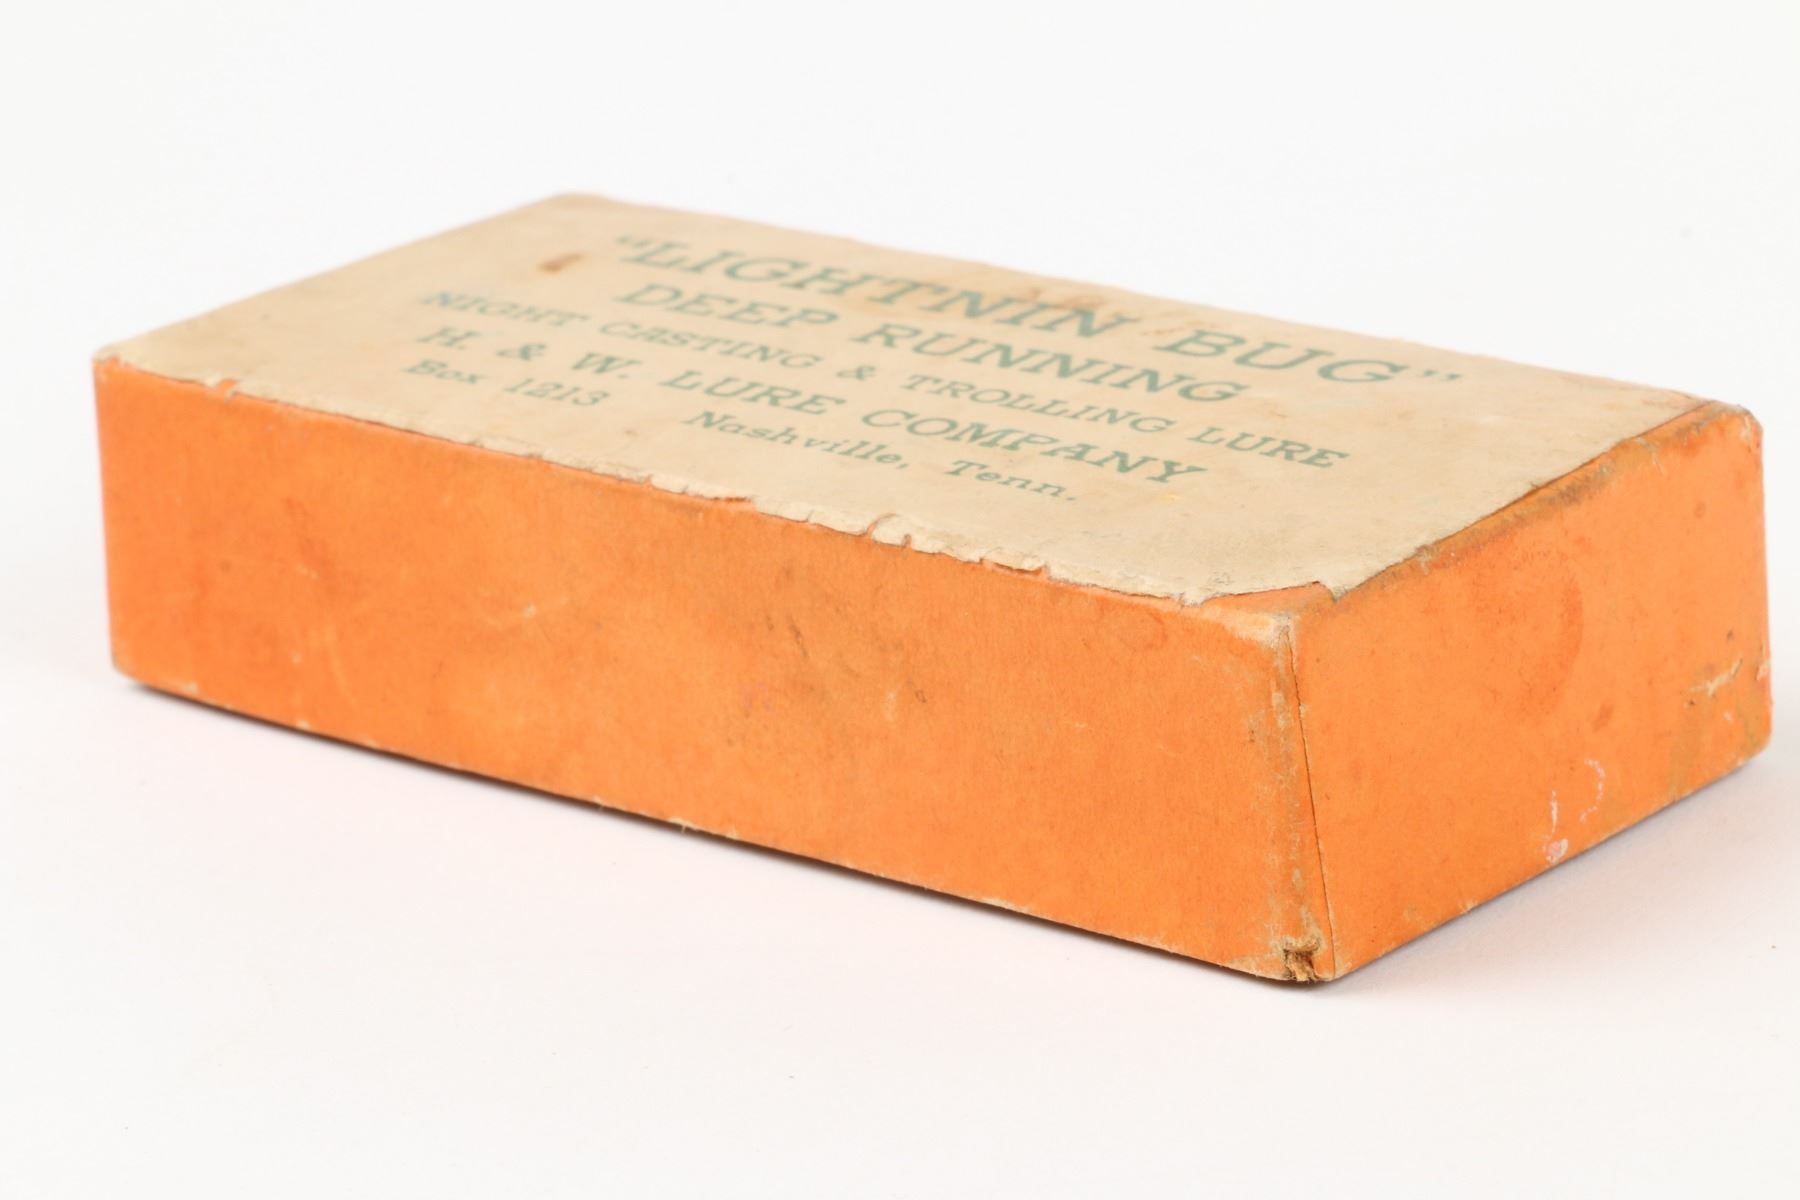 "LIGHTNIN BUG"
DEEP RUNNING
NIGHT CASTING & TROLLING LURE
H. & W. LURE COMPANY
Box 1213 Nashville, Tenn.